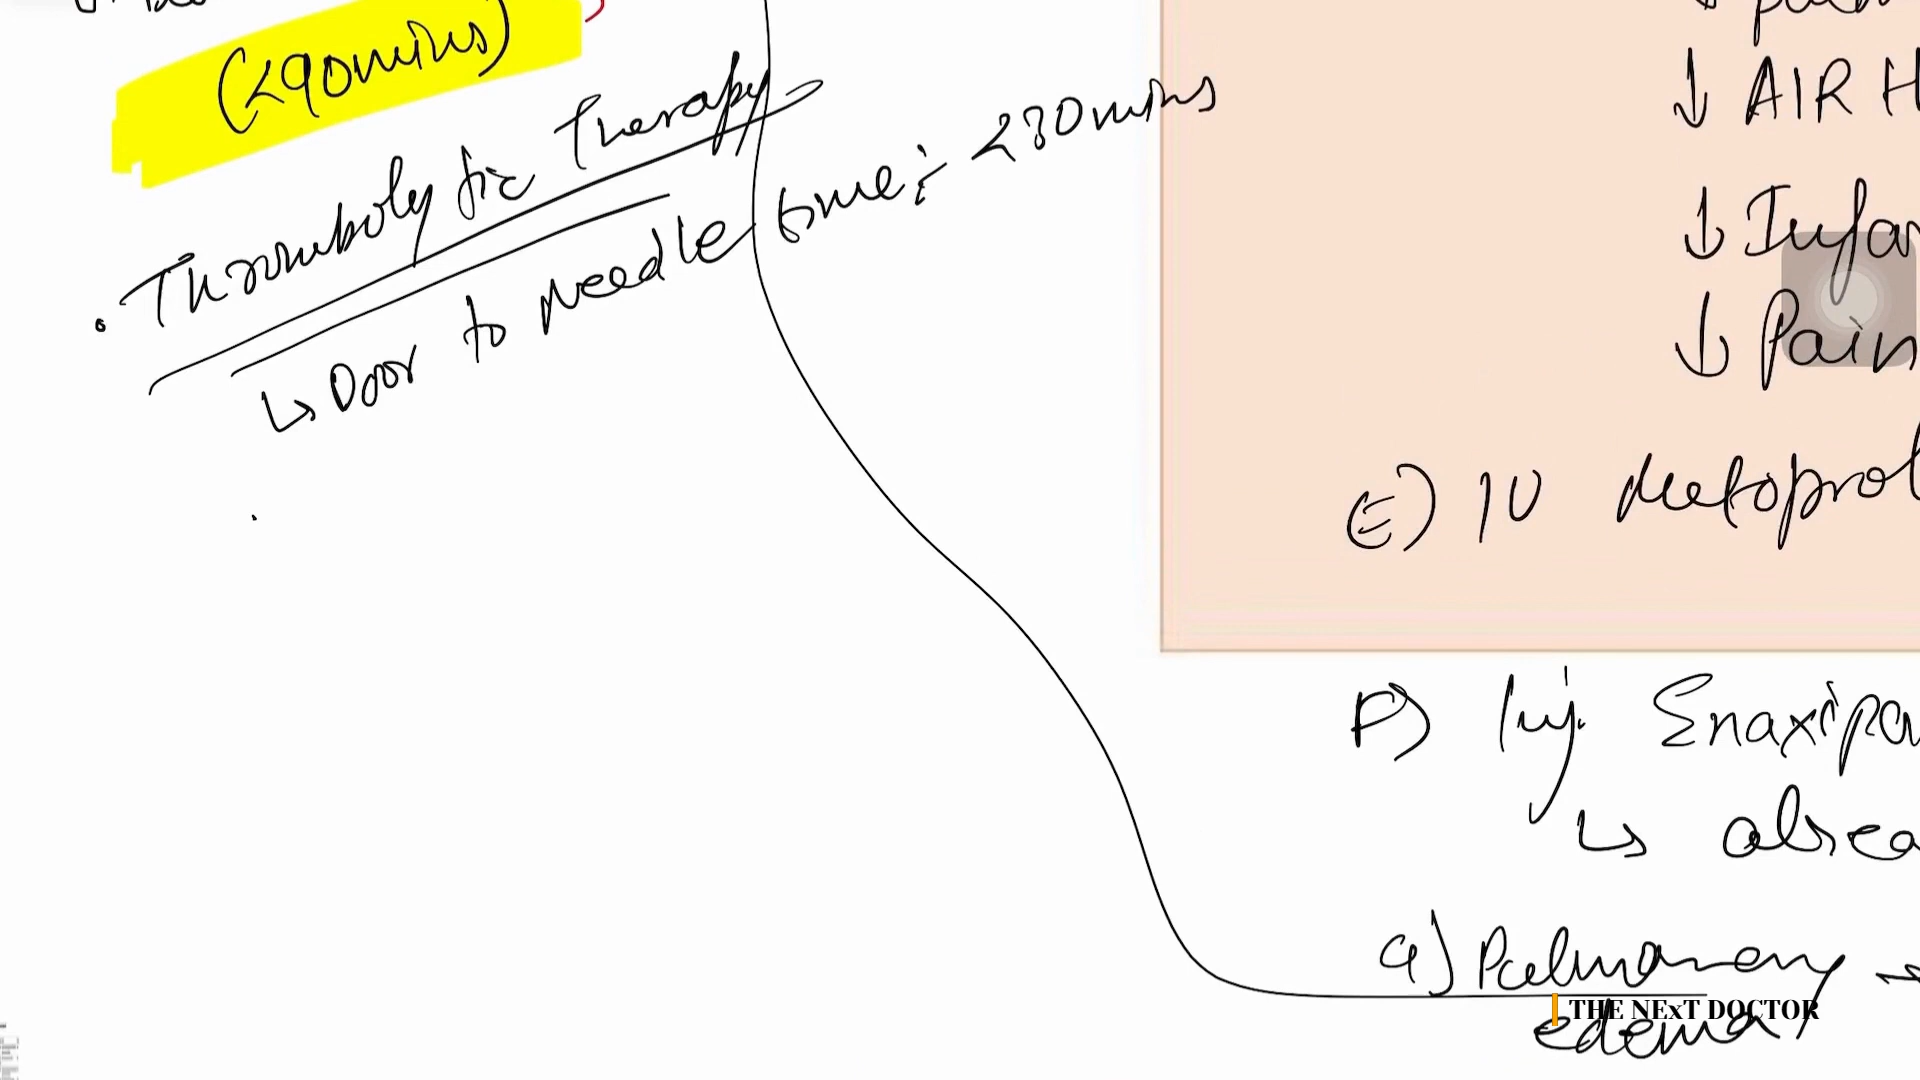 (<90mins)
• Thrombolytic Therapy
↳ Door to Needle time :- <30mins
↓ AIR H
↓ Infar
↓ Pain
E) IV Metoprol
F) Inj. Enaxipa
↳
G) Pulmonary →
edema
THE NExT DOCTOR